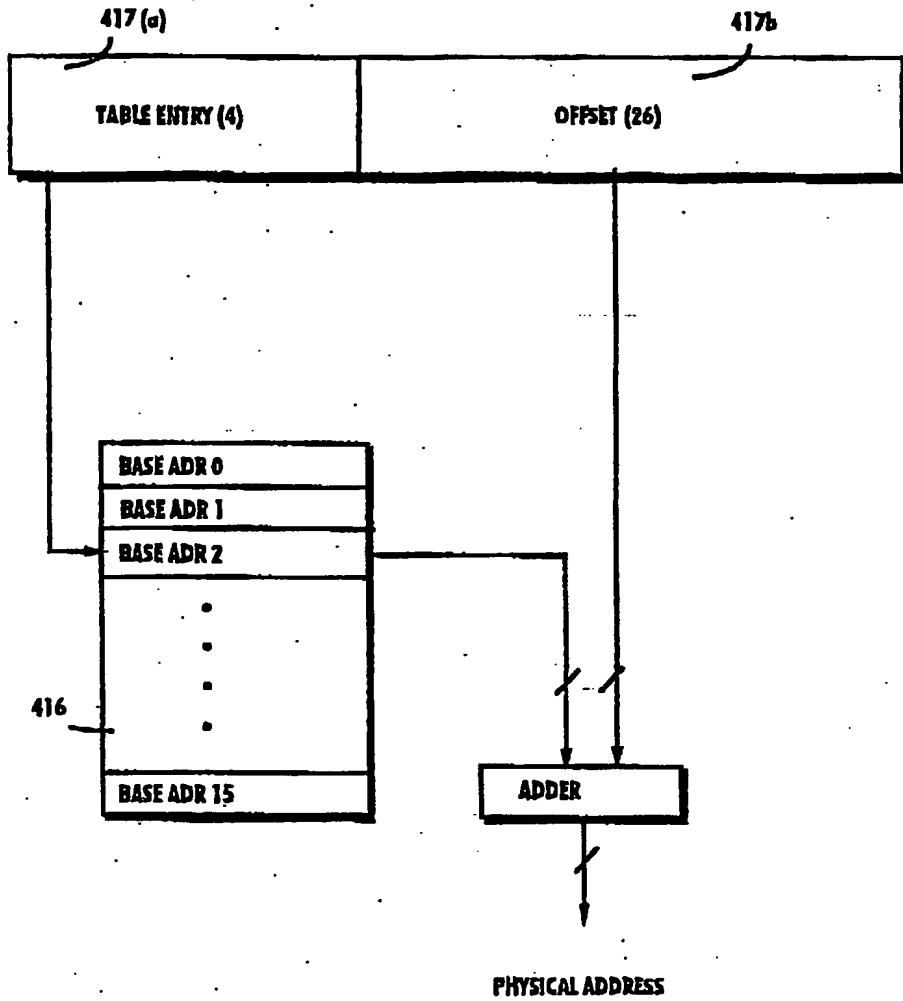 417(a)
417b
TABLE ENTRY (4)
OFFSET (26)
BASE ADR 0
BASE ADR 1
BASE ADR 2
416
BASE ADR 15
ADDER
PHYSICAL ADDRESS